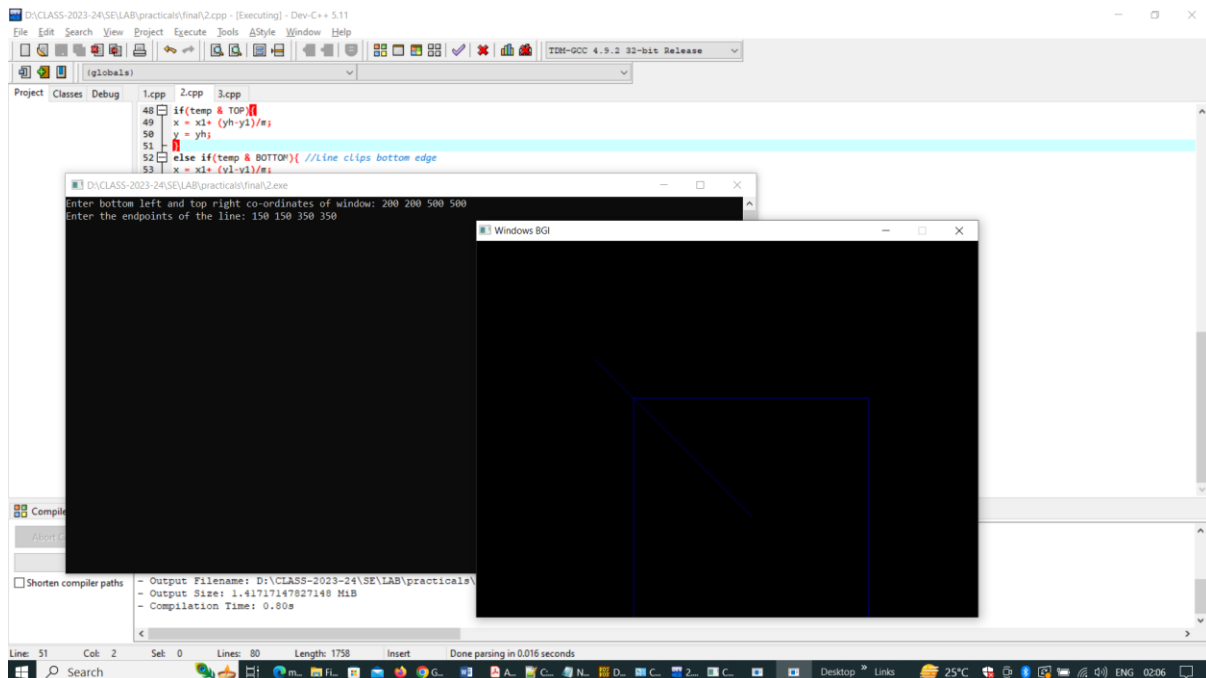 D:\CLASS-2023-24\SE\LAB\practicals\final\2.cpp - [Executing] - Dev-C++ 5.11
File Edit Search View Project Execute Tools AStyle Window Help
TDM-GCC 4.9.2 32-bit Release
(globals)
Project Classes Debug 1.cpp 2.cpp 3.cpp
48 if(temp & TOP){
49 x = x1+ (yh-y1)/m;
50 y = yh;
51 }
52 else if(temp & BOTTOM){ //Line clips bottom edge
53 x = x1+ (yl-y1)/m;
D:\CLASS-2023-24\SE\LAB\practicals\final\2.exe
Enter bottom left and top right co-ordinates of window: 200 200 500 500
Enter the endpoints of the line: 150 150 350 350
Windows BGI
Compile
Abort
Shorten compiler paths
- Output Filename: D:\CLASS-2023-24\SE\LAB\practicals\
- Output Size: 1.41717147827148 MiB
- Compilation Time: 0.80s
Line: 51 Col: 2 Sel: 0 Lines: 80 Length: 1758 Insert Done parsing in 0.016 seconds
Search m... Fi... G... A... C... N... D... C... 2... C... Desktop » Links 25°C ENG 02:06